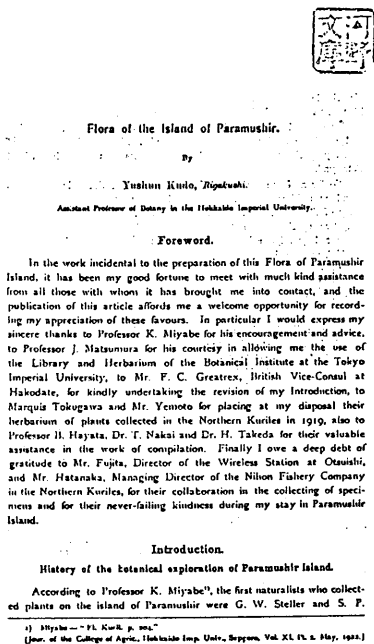 河野
文庫
Flora of the Island of Paramushir.
By
Yushun Kudo, Rigakushi.
Assistant Professor of Botany in the Hokkaido Imperial University.
Foreword.
In the work incidental to the preparation of this Flora of Paramushir
Island, it has been my good fortune to meet with much kind assistance
from all those with whom it has brought me into contact, and the
publication of this article affords me a welcome opportunity for record-
ing my appreciation of these favours. In particular I would express my
sincere thanks to Professor K. Miyabe for his encouragement and advice,
to Professor J. Matsumura for his courtesy in allowing me the use of
the Library and Herbarium of the Botanical Institute at the Tokyo
Imperial University, to Mr. F. C. Greatrex, British Vice-Consul at
Hakodate, for kindly undertaking the revision of my Introduction, to
Marquis Tokugawa and Mr. Yemoto for placing at my disposal their
herbarium of plants collected in the Northern Kuriles in 1919, also to
Professor B. Hayata, Dr. T. Nakai and Dr. H. Takeda for their valuable
assistance in the work of compilation. Finally I owe a deep debt of
gratitude to Mr. Fujita, Director of the Wireless Station at Otsuishi,
and Mr. Hatanaka, Managing Director of the Nihon Fishery Company
in the Northern Kuriles, for their collaboration in the collecting of speci-
mens and for their never-failing kindness during my stay in Paramushir
Island.
Introduction.
History of the botanical exploration of Paramushir Island.
According to Professor K. Miyabe¹⁾, the first naturalists who collect-
ed plants on the island of Paramushir were G. W. Steller and S. P.
1) Miyabe—"Fl. Kuril. p. 204."
[Jour. of the College of Agric., Hokkaido Imp. Univ., Sapporo, Vol. XI, Pt. 2, May, 1922.]